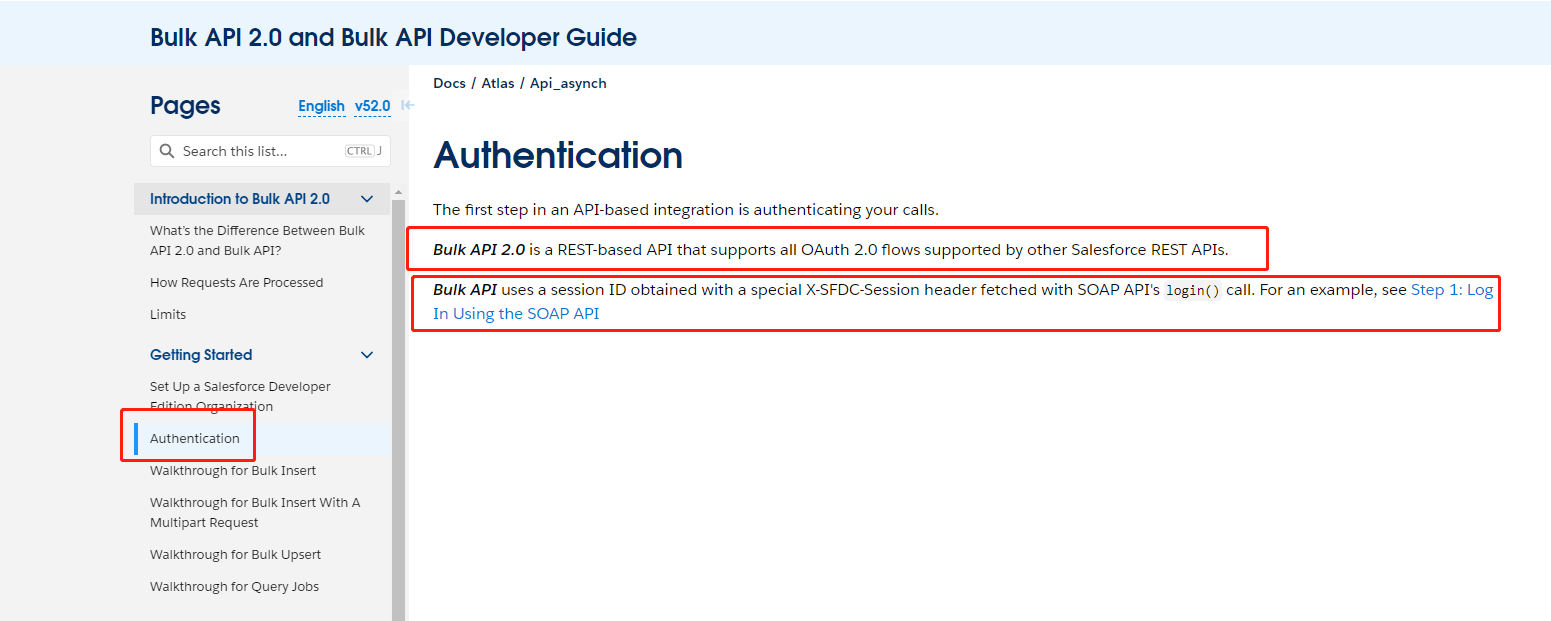 Bulk API 2.0 and Bulk API Developer Guide
Pages
English v52.0
Search this list... CTRL J
Introduction to Bulk API 2.0
What's the Difference Between Bulk
API 2.0 and Bulk API?
How Requests Are Processed
Limits
Getting Started
Set Up a Salesforce Developer
Edition Organization
Authentication
Walkthrough for Bulk Insert
Walkthrough for Bulk Insert With A
Multipart Request
Walkthrough for Bulk Upsert
Walkthrough for Query Jobs
Docs / Atlas / Api_asynch
Authentication
The first step in an API-based integration is authenticating your calls.
Bulk API 2.0 is a REST-based API that supports all OAuth 2.0 flows supported by other Salesforce REST APIs.
Bulk API uses a session ID obtained with a special X-SFDC-Session header fetched with SOAP API's login() call. For an example, see Step 1: Log
In Using the SOAP API